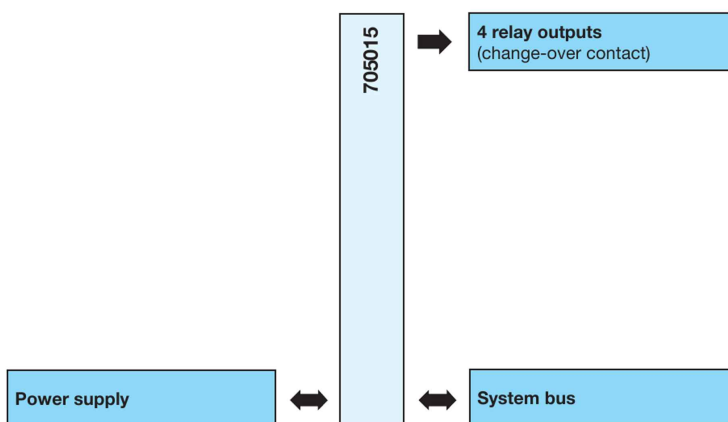 705015
4 relay outputs
(change-over contact)
Power supply
System bus